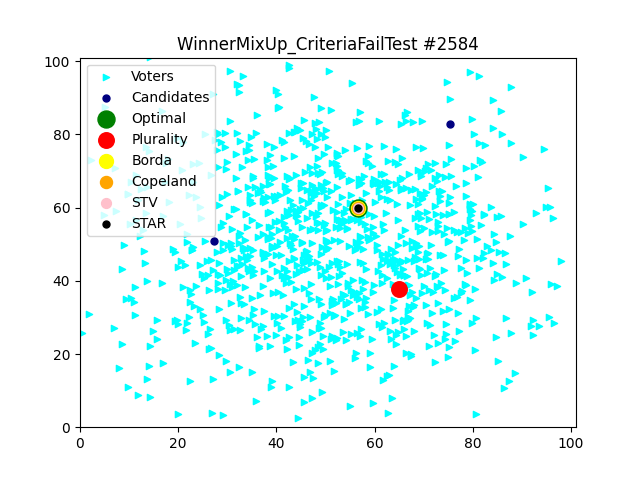 WinnerMixUp_CriteriaFailTest #2584
100
80
60
40
20
0
Voters
Candidates
Optimal
Plurality
Borda
Copeland
STV
STAR
0 20 40 60 80 100